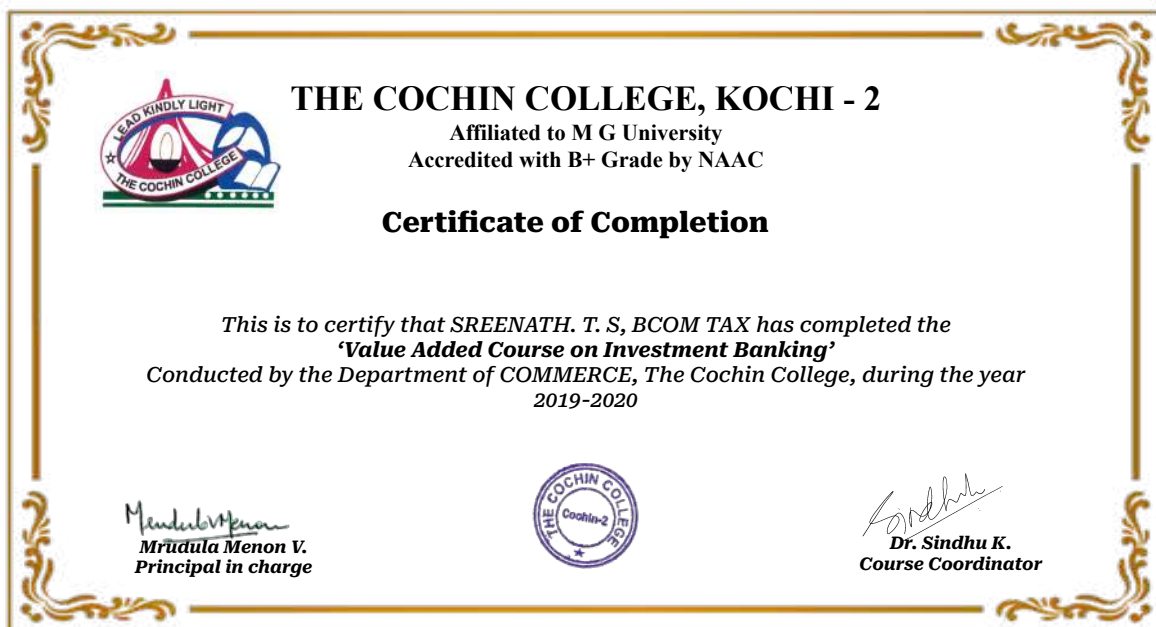 LEAD KINDLY LIGHT
THE COCHIN COLLEGE
THE COCHIN COLLEGE, KOCHI - 2
Affiliated to M G University
Accredited with B+ Grade by NAAC
Certificate of Completion
This is to certify that SREENATH. T. S, BCOM TAX has completed the
‘Value Added Course on Investment Banking’
Conducted by the Department of COMMERCE, The Cochin College, during the year
2019-2020
THE COCHIN COLLEGE
Cochin-2
MrudulaVMenon
Mrudula Menon V.
Principal in charge
Sindhu
Dr. Sindhu K.
Course Coordinator